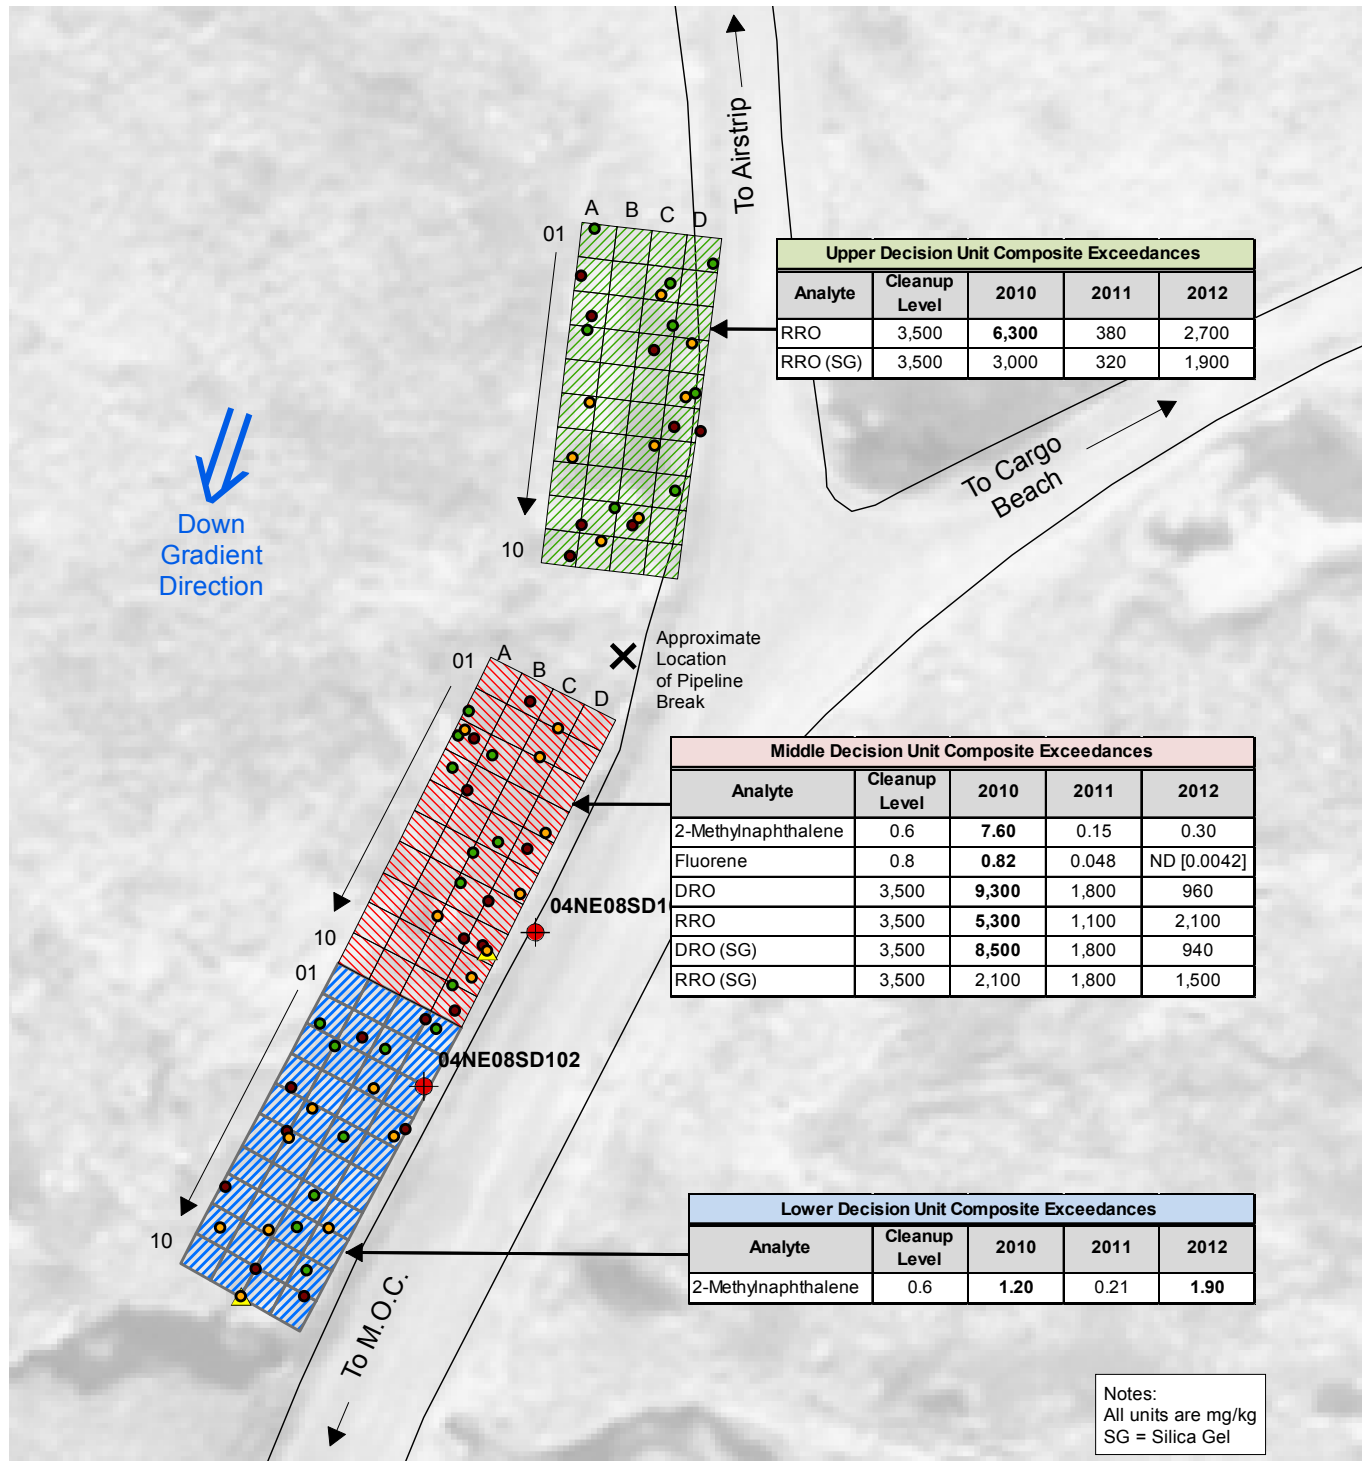 To Airstrip
A B C D
01
10
Upper Decision Unit Composite Exceedances
Analyte Cleanup Level 2010 2011 2012
RRO 3,500 6,300 380 2,700
RRO (SG) 3,500 3,000 320 1,900
To Cargo
Beach
Down
Gradient
Direction
Approximate
Location
of Pipeline
Break
A B C D
01
10
Middle Decision Unit Composite Exceedances
Analyte Cleanup Level 2010 2011 2012
2-Methylnaphthalene 0.6 7.60 0.15 0.30
Fluorene 0.8 0.82 0.048 ND [0.0042]
DRO 3,500 9,300 1,800 960
RRO 3,500 5,300 1,100 2,100
DRO (SG) 3,500 8,500 1,800 940
RRO (SG) 3,500 2,100 1,800 1,500
01
10
04NE08SD102
Lower Decision Unit Composite Exceedances
Analyte Cleanup Level 2010 2011 2012
2-Methylnaphthalene 0.6 1.20 0.21 1.90
To M.O.C.
Notes:
All units are mg/kg
SG = Silica Gel